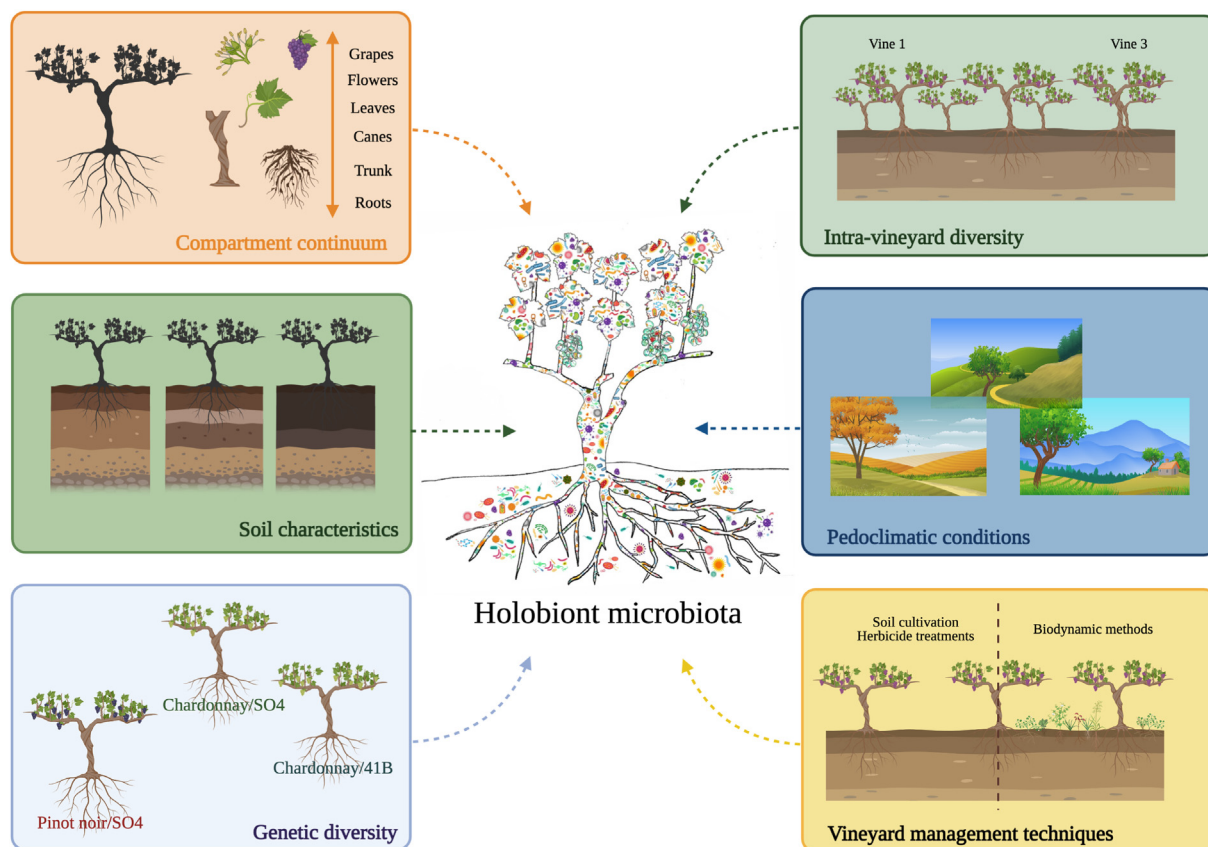 Grapes
Flowers
Leaves
Canes
Trunk
Roots
Compartment continuum
Vine 1
Vine 3
Intra-vineyard diversity
Soil characteristics
Pedoclimatic conditions
Holobiont microbiota
Chardonnay/SO4
Chardonnay/41B
Pinot noir/SO4
Genetic diversity
Soil cultivation
Herbicide treatments
Biodynamic methods
Vineyard management techniques